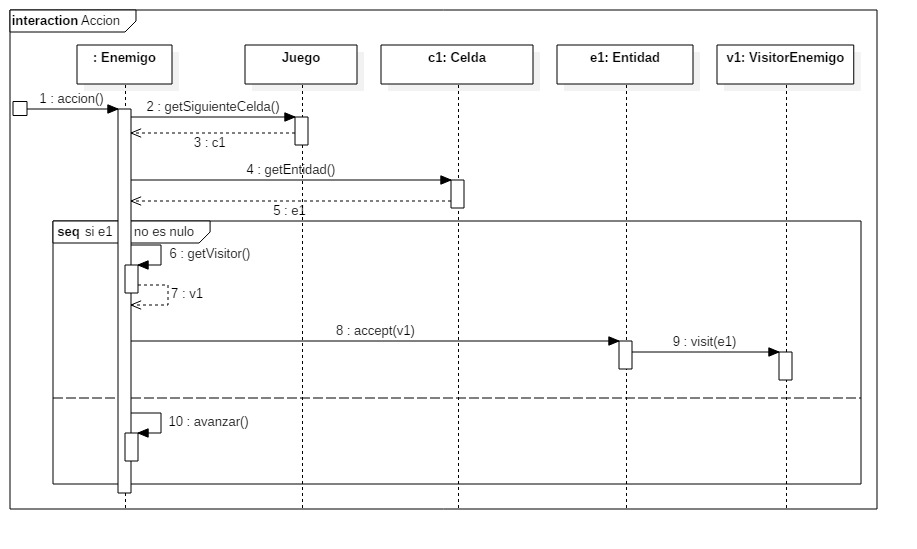 interaction Accion
: Enemigo
Juego
c1: Celda
e1: Entidad
v1: VisitorEnemigo
1 : accion()
2 : getSiguienteCelda()
3 : c1
4 : getEntidad()
5 : e1
seq si e1 no es nulo
6 : getVisitor()
7 : v1
8 : accept(v1)
9 : visit(e1)
10 : avanzar()